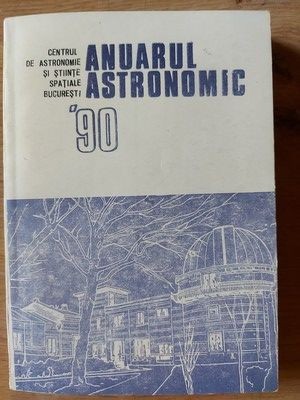 CENTRUL
DE ASTRONOMIE
ȘI ȘTIINȚE
SPAȚIALE
BUCUREȘTI
ANUARUL
ASTRONOMIC
'90